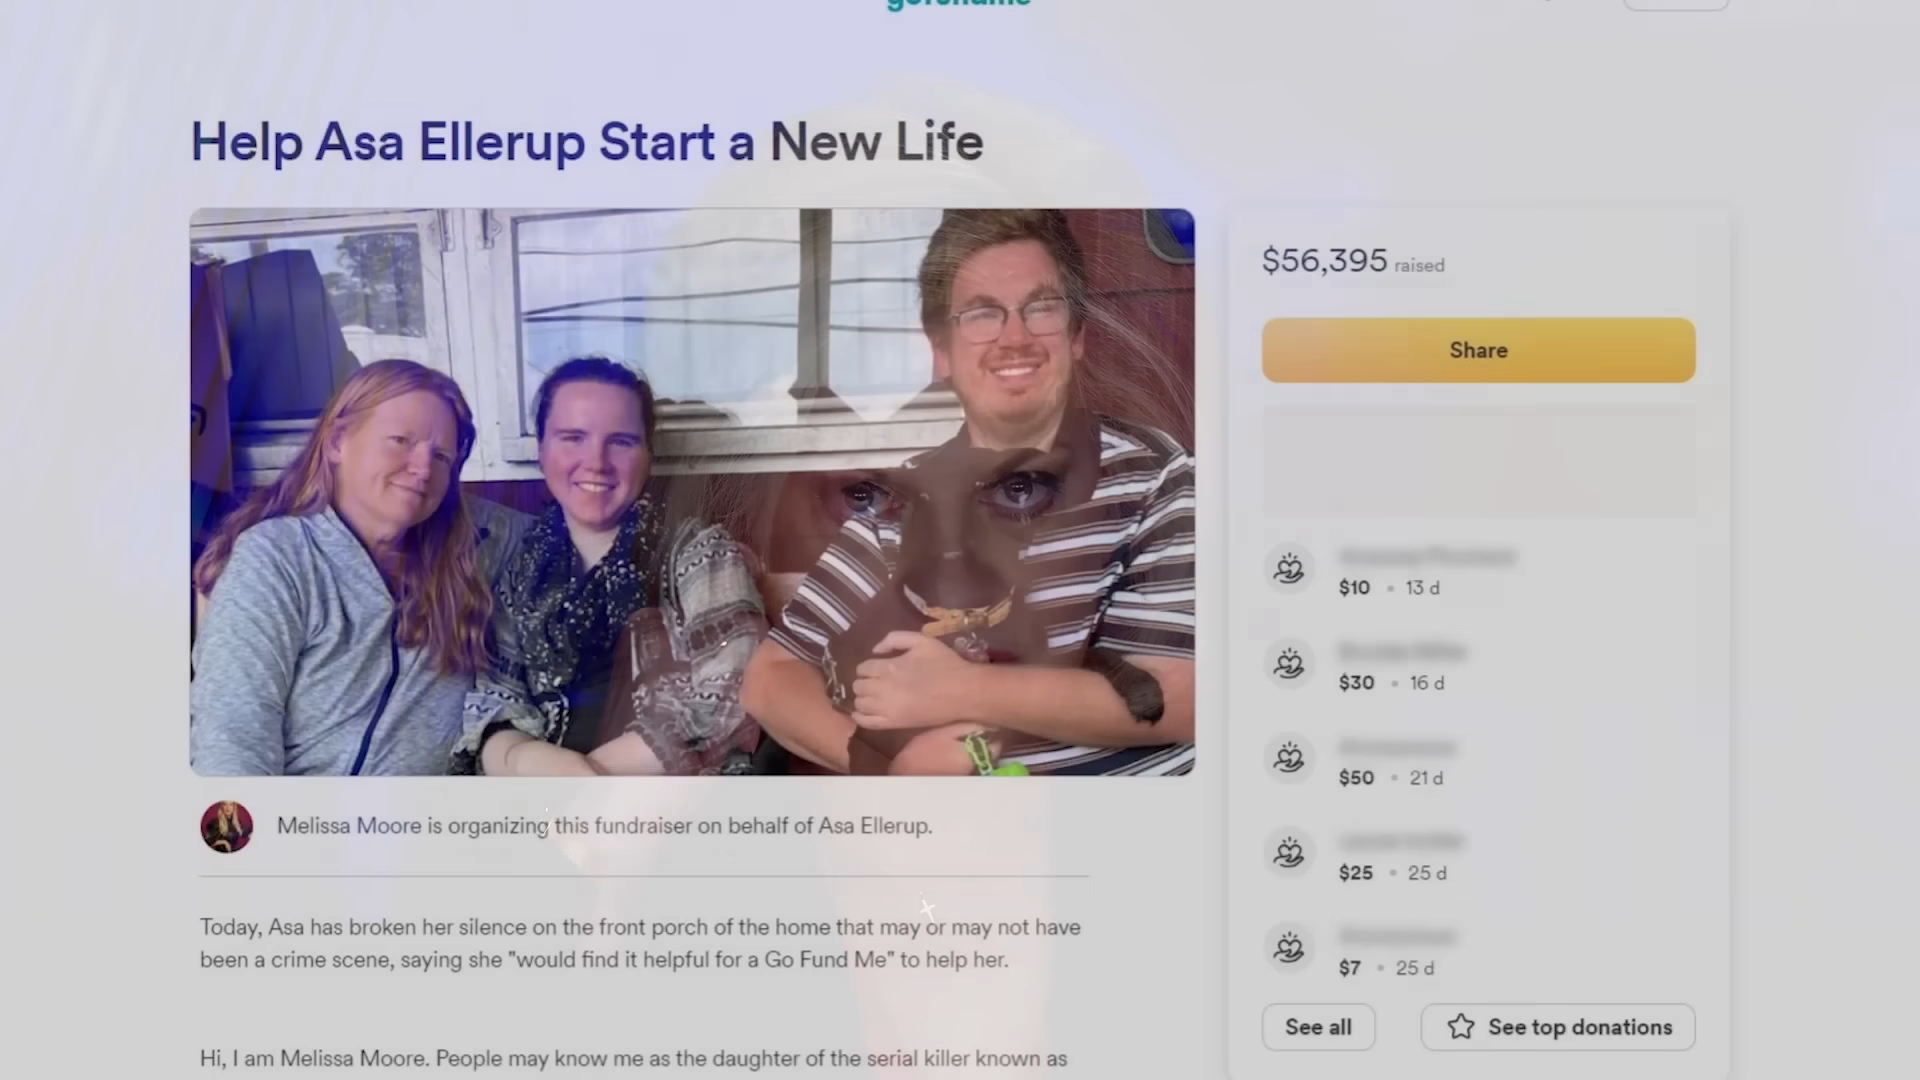 gofundme
Help Asa Ellerup Start a New Life
$56,395 raised
Share
$10 • 13 d
$30 • 16 d
$50 • 21 d
$25 • 25 d
$7 • 25 d
See all
See top donations
Melissa Moore is organizing this fundraiser on behalf of Asa Ellerup.
Today, Asa has broken her silence on the front porch of the home that may or may not have
been a crime scene, saying she "would find it helpful for a Go Fund Me" to help her.
Hi, I am Melissa Moore. People may know me as the daughter of the serial killer known as